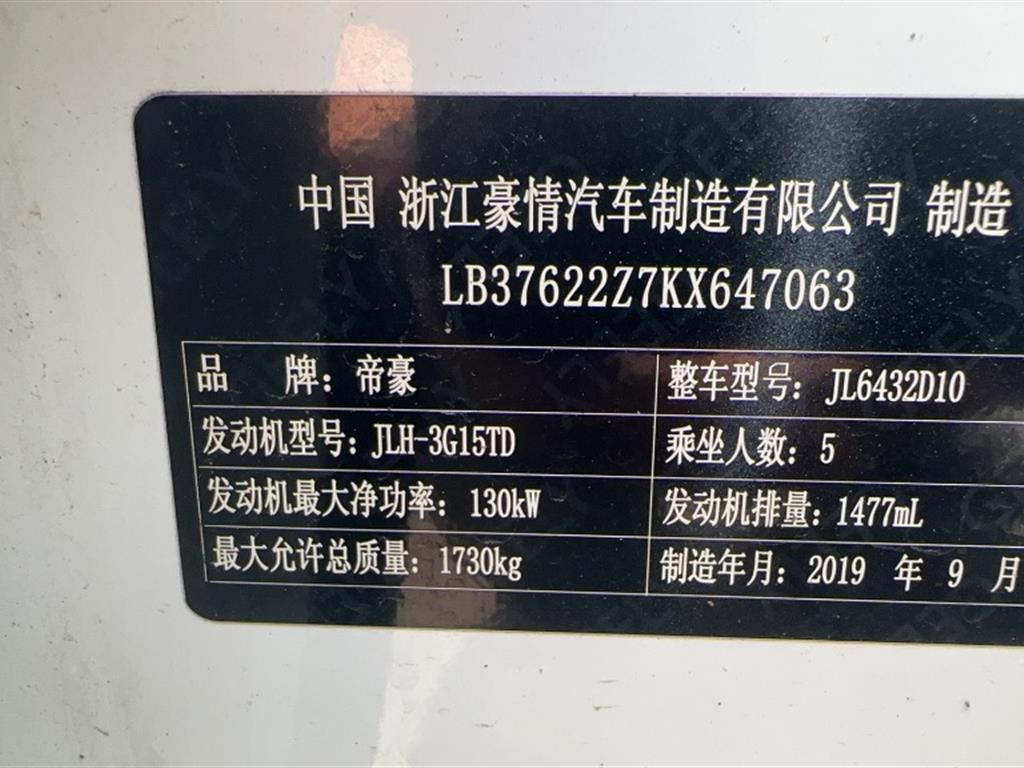 中国 浙江豪情汽车制造有限公司 制造
LB37622Z7KX647063
品 牌：帝豪 整车型号：JL6432D10
发动机型号：JLH-3G15TD 乘坐人数：5
发动机最大净功率：130kW 发动机排量：1477mL
最大允许总质量：1730kg 制造年月：2019 年 9 月